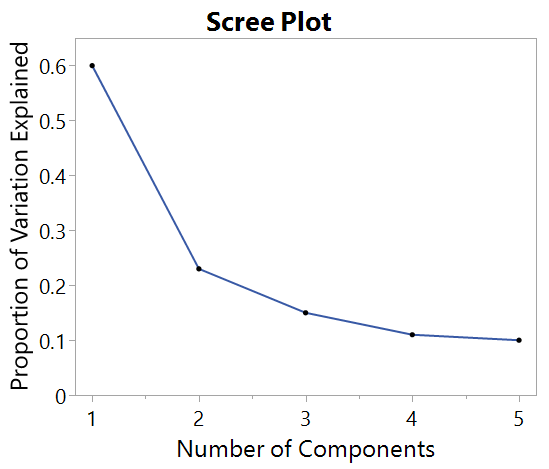 Scree Plot
Proportion of Variation Explained
0.6
0.5
0.4
0.3
0.2
0.1
0
1 2 3 4 5
Number of Components